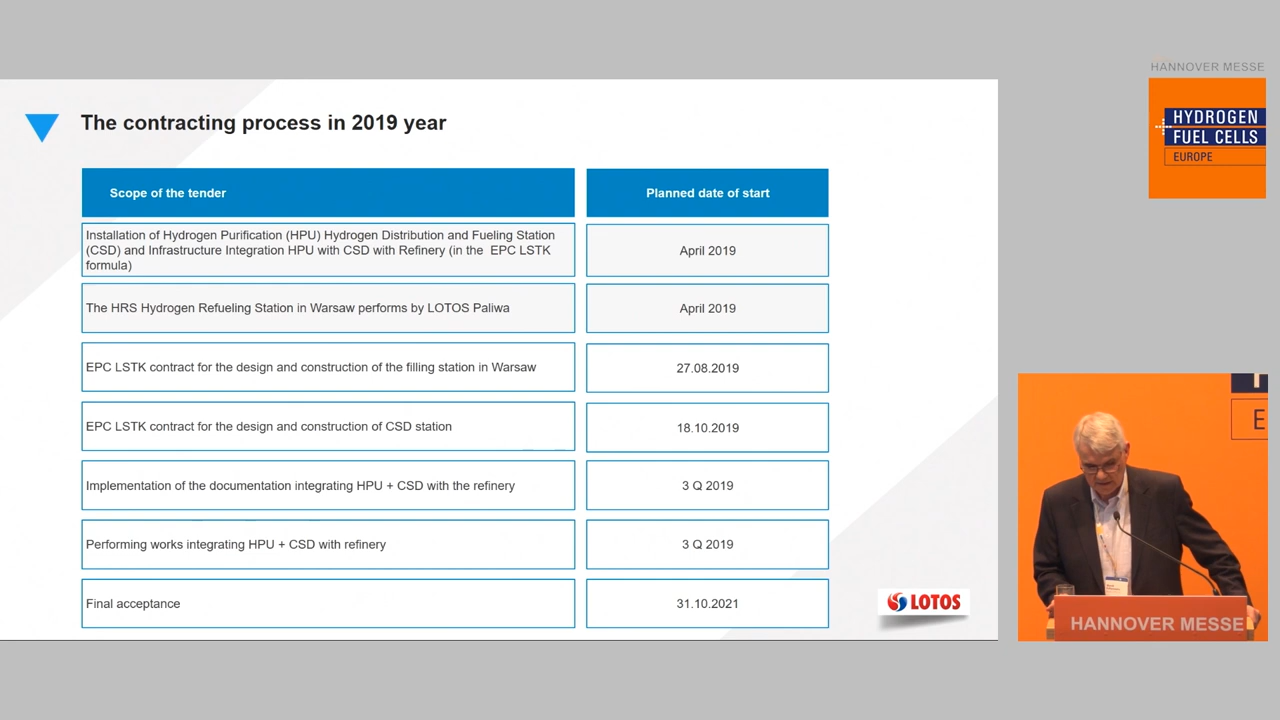 HANNOVER MESSE
HYDROGEN
FUEL CELLS
EUROPE
The contracting process in 2019 year
Scope of the tender
Planned date of start
Installation of Hydrogen Purification (HPU) Hydrogen Distribution and Fueling Station
(CSD) and Infrastructure Integration HPU with CSD with Refinery (in the EPC LSTK
formula)
April 2019
The HRS Hydrogen Refueling Station in Warsaw performs by LOTOS Paliwa
April 2019
EPC LSTK contract for the design and construction of the filling station in Warsaw
27.08.2019
EPC LSTK contract for the design and construction of CSD station
18.10.2019
Implementation of the documentation integrating HPU + CSD with the refinery
3 Q 2019
Performing works integrating HPU + CSD with refinery
3 Q 2019
Final acceptance
31.10.2021
LOTOS
E
HANNOVER MESSE